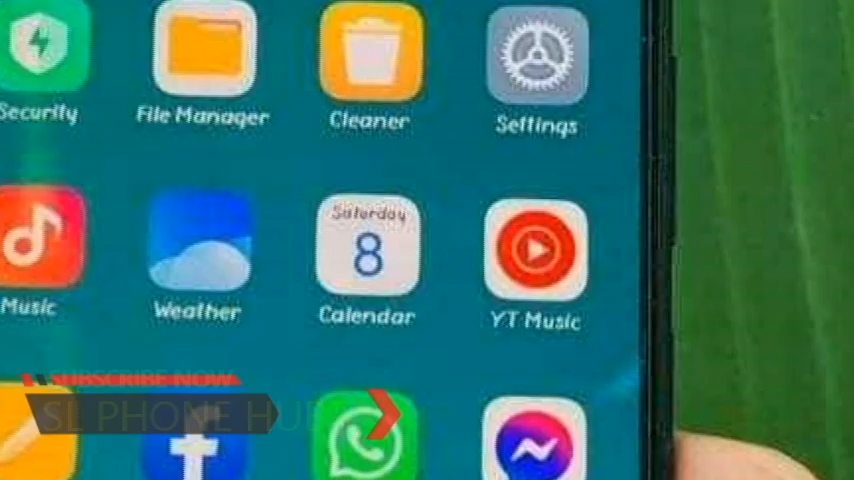 Security File Manager Cleaner Settings
Saturday
8
Music Weather Calendar YT Music
SUBSCRIBE NOW
SL PHONE HUB